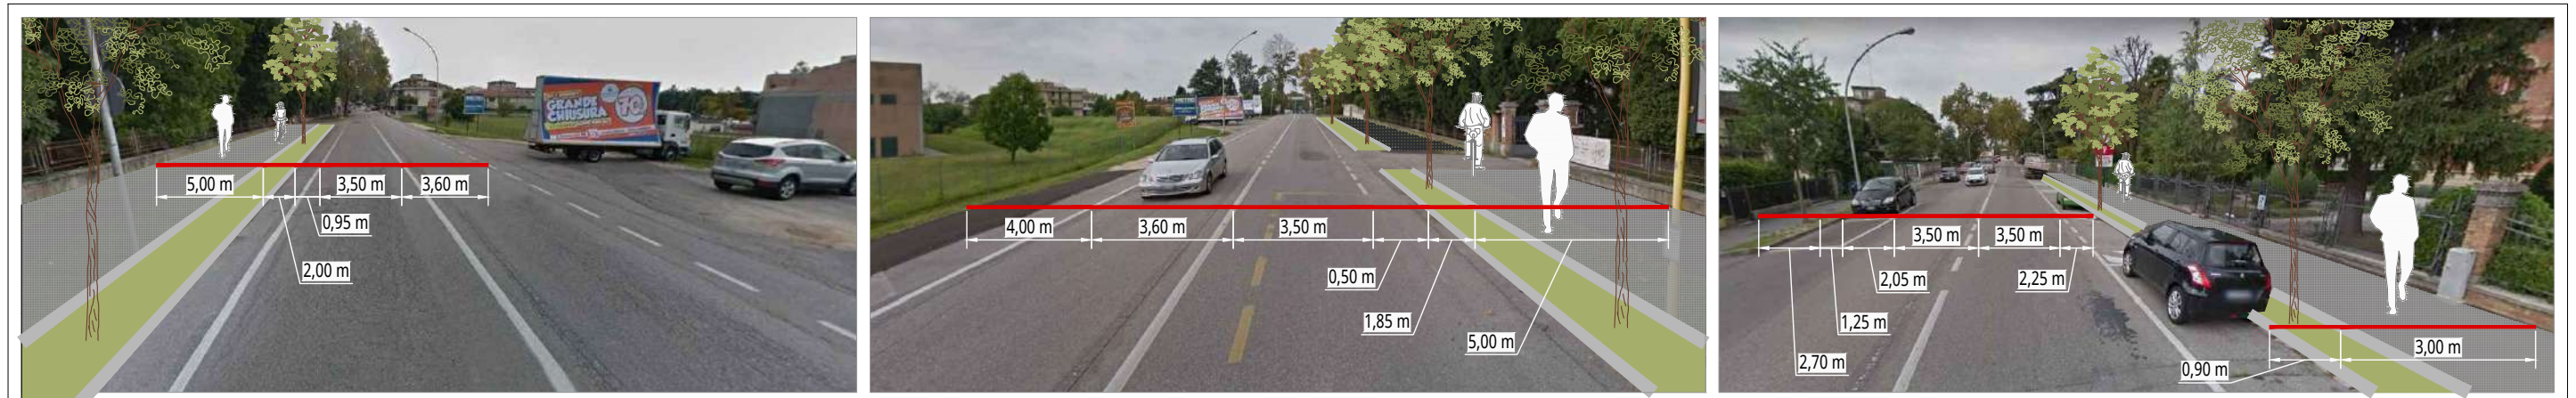 GRANDE
CHIUSURA
70
5,00 m
3,50 m
3,60 m
0,95 m
2,00 m
METRO
4,00 m
3,60 m
3,50 m
0,50 m
1,85 m
5,00 m
3,50 m
3,50 m
2,05 m
2,25 m
1,25 m
2,70 m
3,00 m
0,90 m